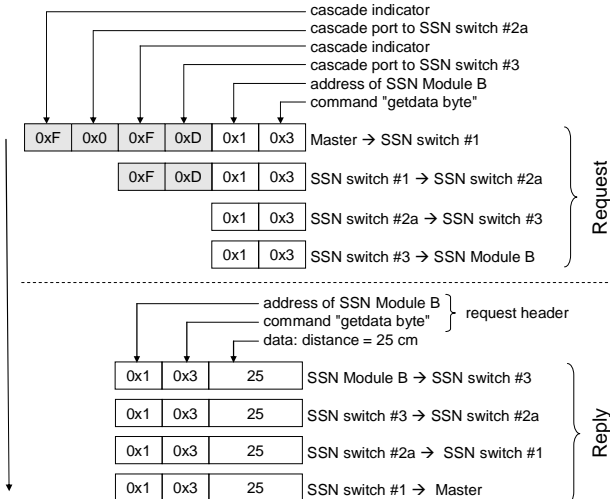 cascade indicator
cascade port to SSN switch #2a
cascade indicator
cascade port to SSN switch #3
address of SSN Module B
command "getdata byte"
0xF 0x0 0xF 0xD 0x1 0x3 Master → SSN switch #1
0xF 0xD 0x1 0x3 SSN switch #1 → SSN switch #2a
0x1 0x3 SSN switch #2a → SSN switch #3
0x1 0x3 SSN switch #3 → SSN Module B
Request
address of SSN Module B
command "getdata byte"
request header
data: distance = 25 cm
0x1 0x3 25 SSN Module B → SSN switch #3
0x1 0x3 25 SSN switch #3 → SSN switch #2a
0x1 0x3 25 SSN switch #2a → SSN switch #1
0x1 0x3 25 SSN switch #1 → Master
Reply